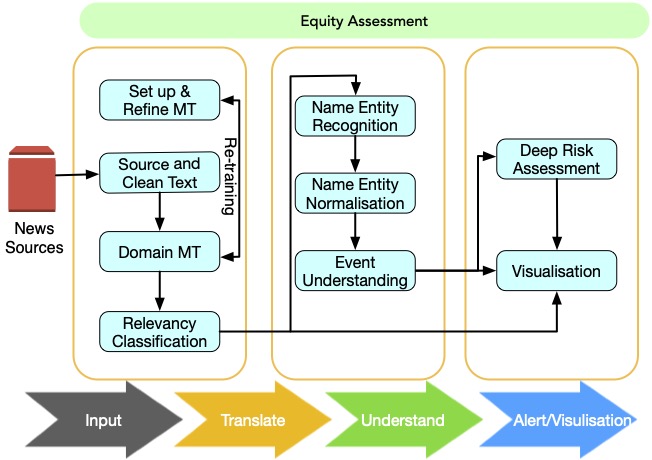 Equity Assessment
Set up &
Refine MT
Re-training
News
Sources
Source and
Clean Text
Domain MT
Relevancy
Classification
Name Entity
Recognition
Name Entity
Normalisation
Event
Understanding
Deep Risk
Assessment
Visualisation
Input
Translate
Understand
Alert/Visulisation